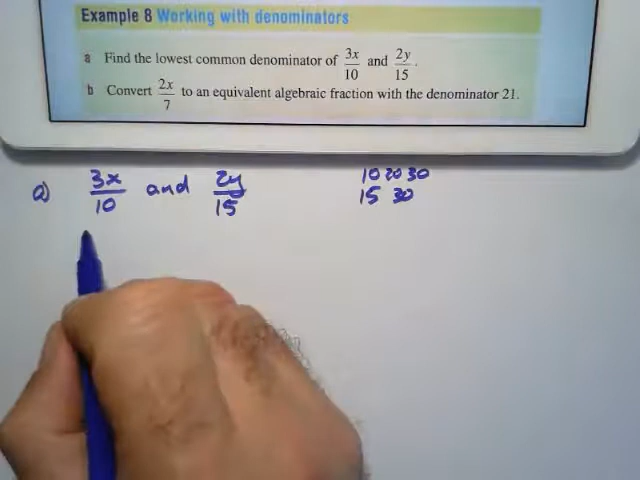 Example 8 Working with denominators
a Find the lowest common denominator of 3x/10 and 2y/15.
b Convert 2x/7 to an equivalent algebraic fraction with the denominator 21.
a) 3x/10 and 2y/15
10 20 30
15 30